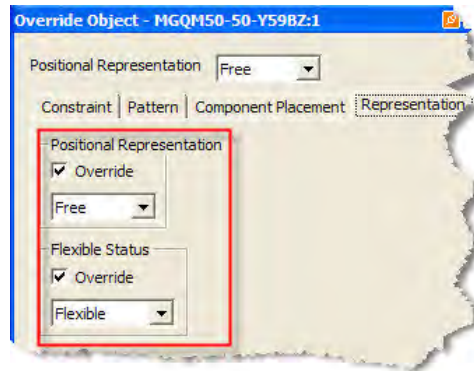 Override Object - MGQM50-50-Y59BZ:1
Positional Representation Free
Constraint Pattern Component Placement Representation
Positional Representation
Override
Free
Flexible Status
Override
Flexible